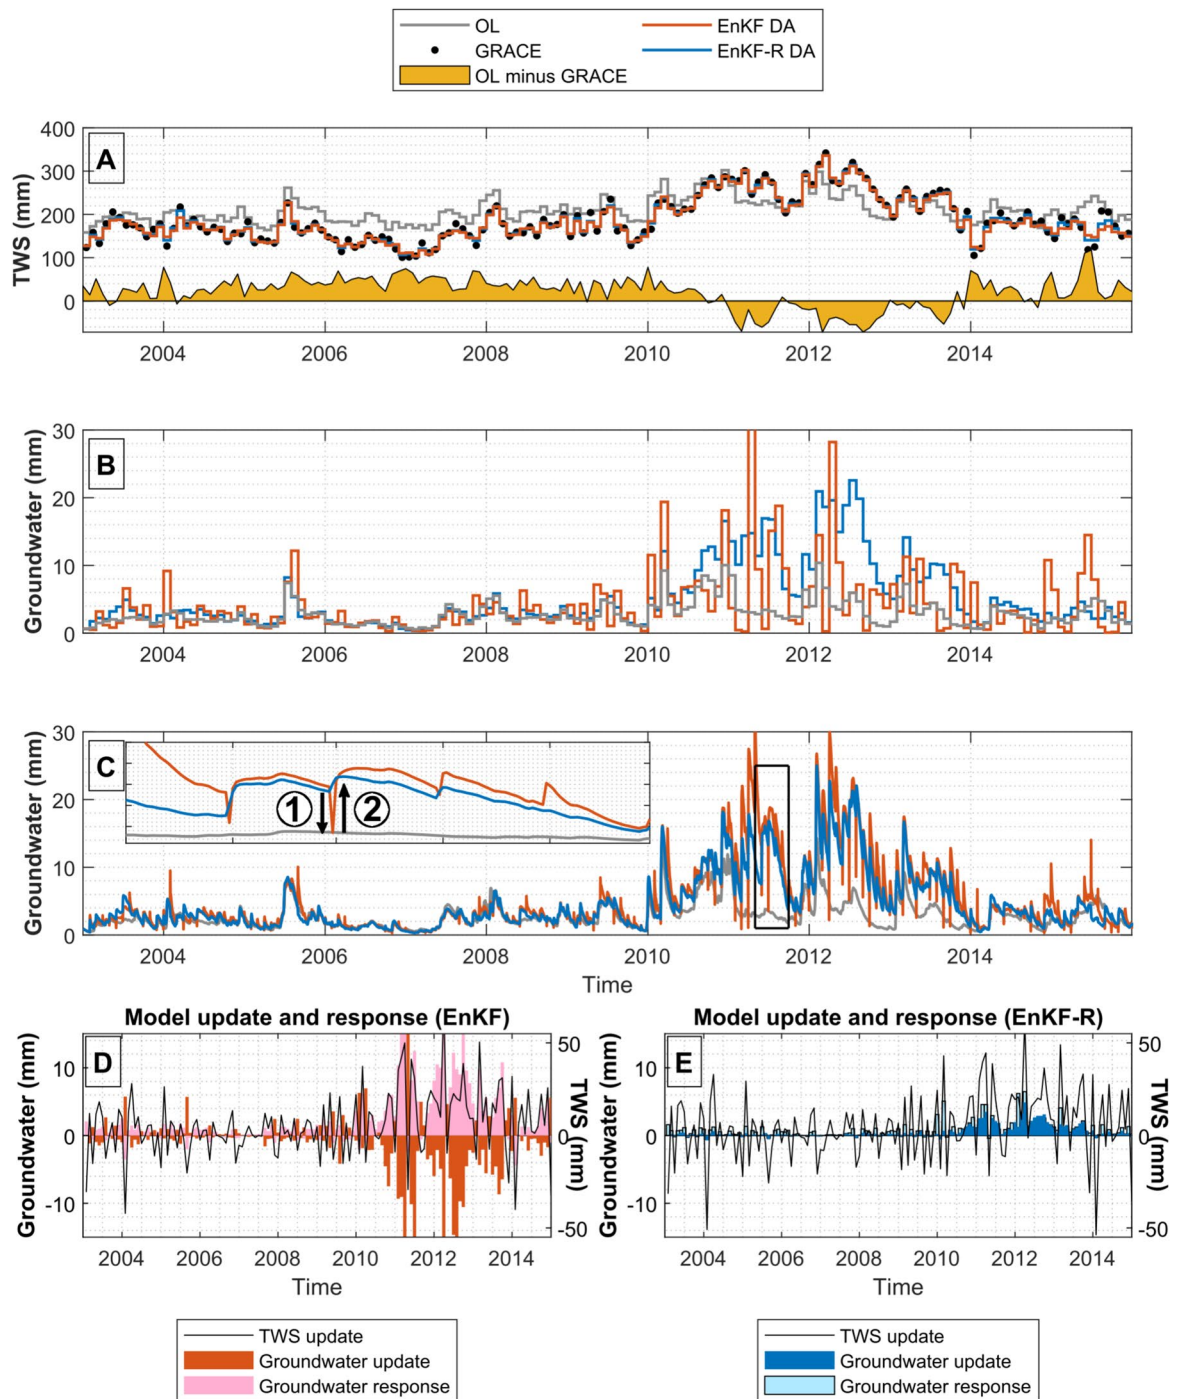 OL
EnKF DA
GRACE
EnKF-R DA
OL minus GRACE
A
TWS (mm)
400
300
200
100
0
2004 2006 2008 2010 2012 2014
B
Groundwater (mm)
30
20
10
0
2004 2006 2008 2010 2012 2014
C
Groundwater (mm)
30
20
10
0
1 2
2004 2006 2008 2010 2012 2014
Time
Model update and response (EnKF)
D
Groundwater (mm)
10
0
-10
50
0
-50
TWS (mm)
2004 2006 2008 2010 2012 2014
Time
TWS update
Groundwater update
Groundwater response
Model update and response (EnKF-R)
E
Groundwater (mm)
10
0
-10
50
0
-50
TWS (mm)
2004 2006 2008 2010 2012 2014
Time
TWS update
Groundwater update
Groundwater response